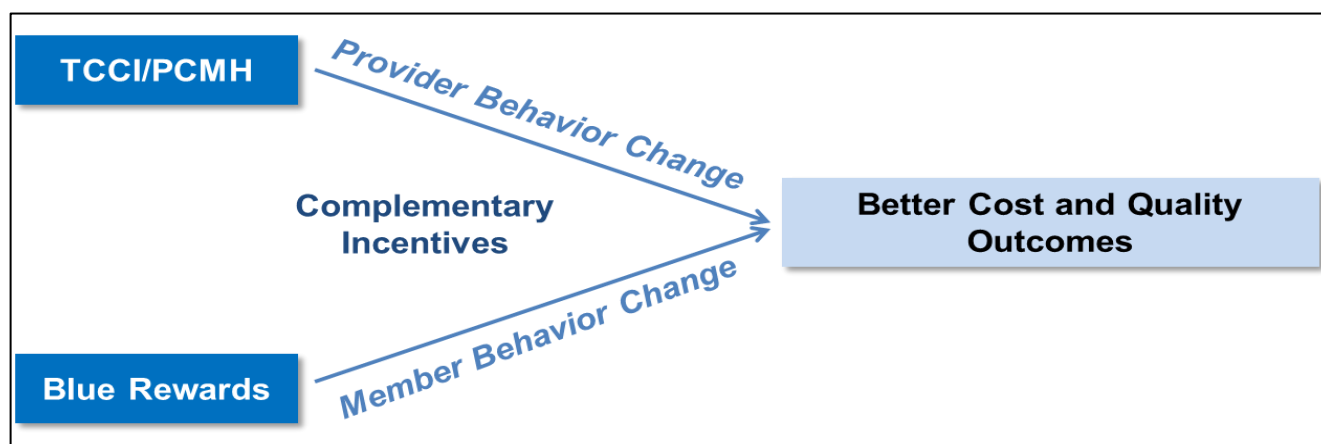 TCCI/PCMH
Provider Behavior Change
Complementary
Incentives
Better Cost and Quality
Outcomes
Member Behavior Change
Blue Rewards